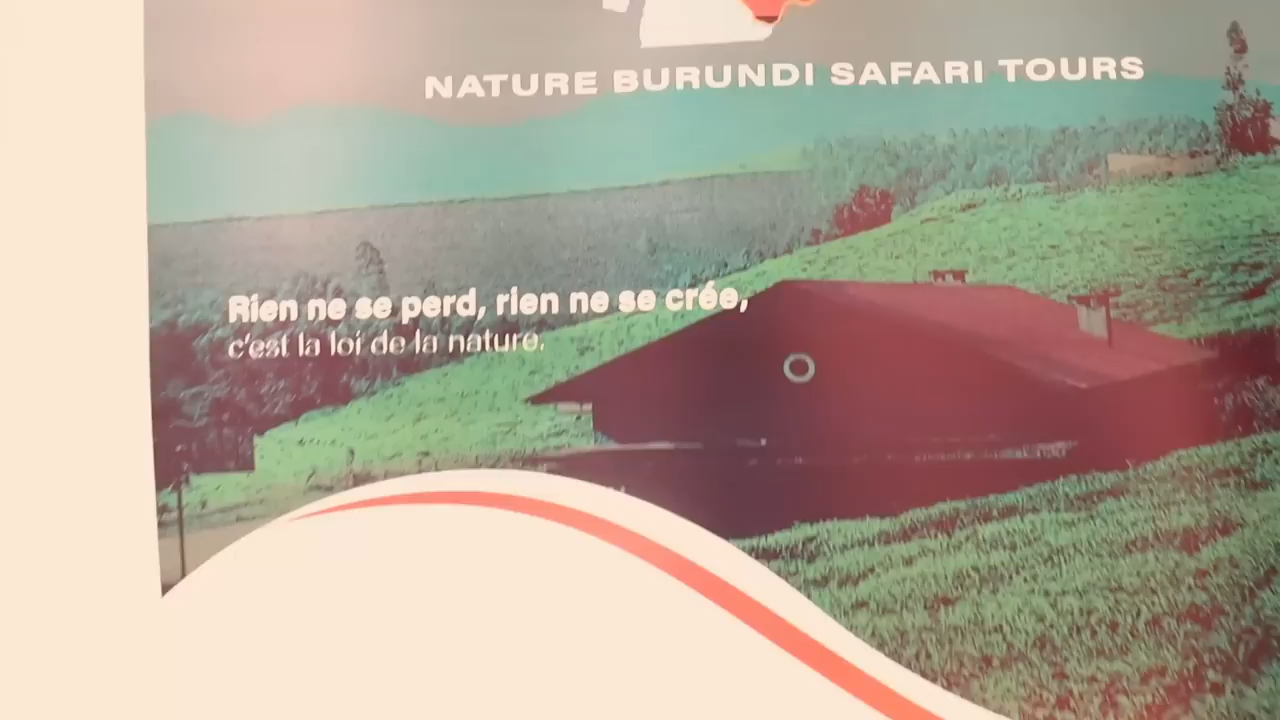 NATURE BURUNDI SAFARI TOURS
Rien ne se perd, rien ne se crée,
c'est la loi de la nature.